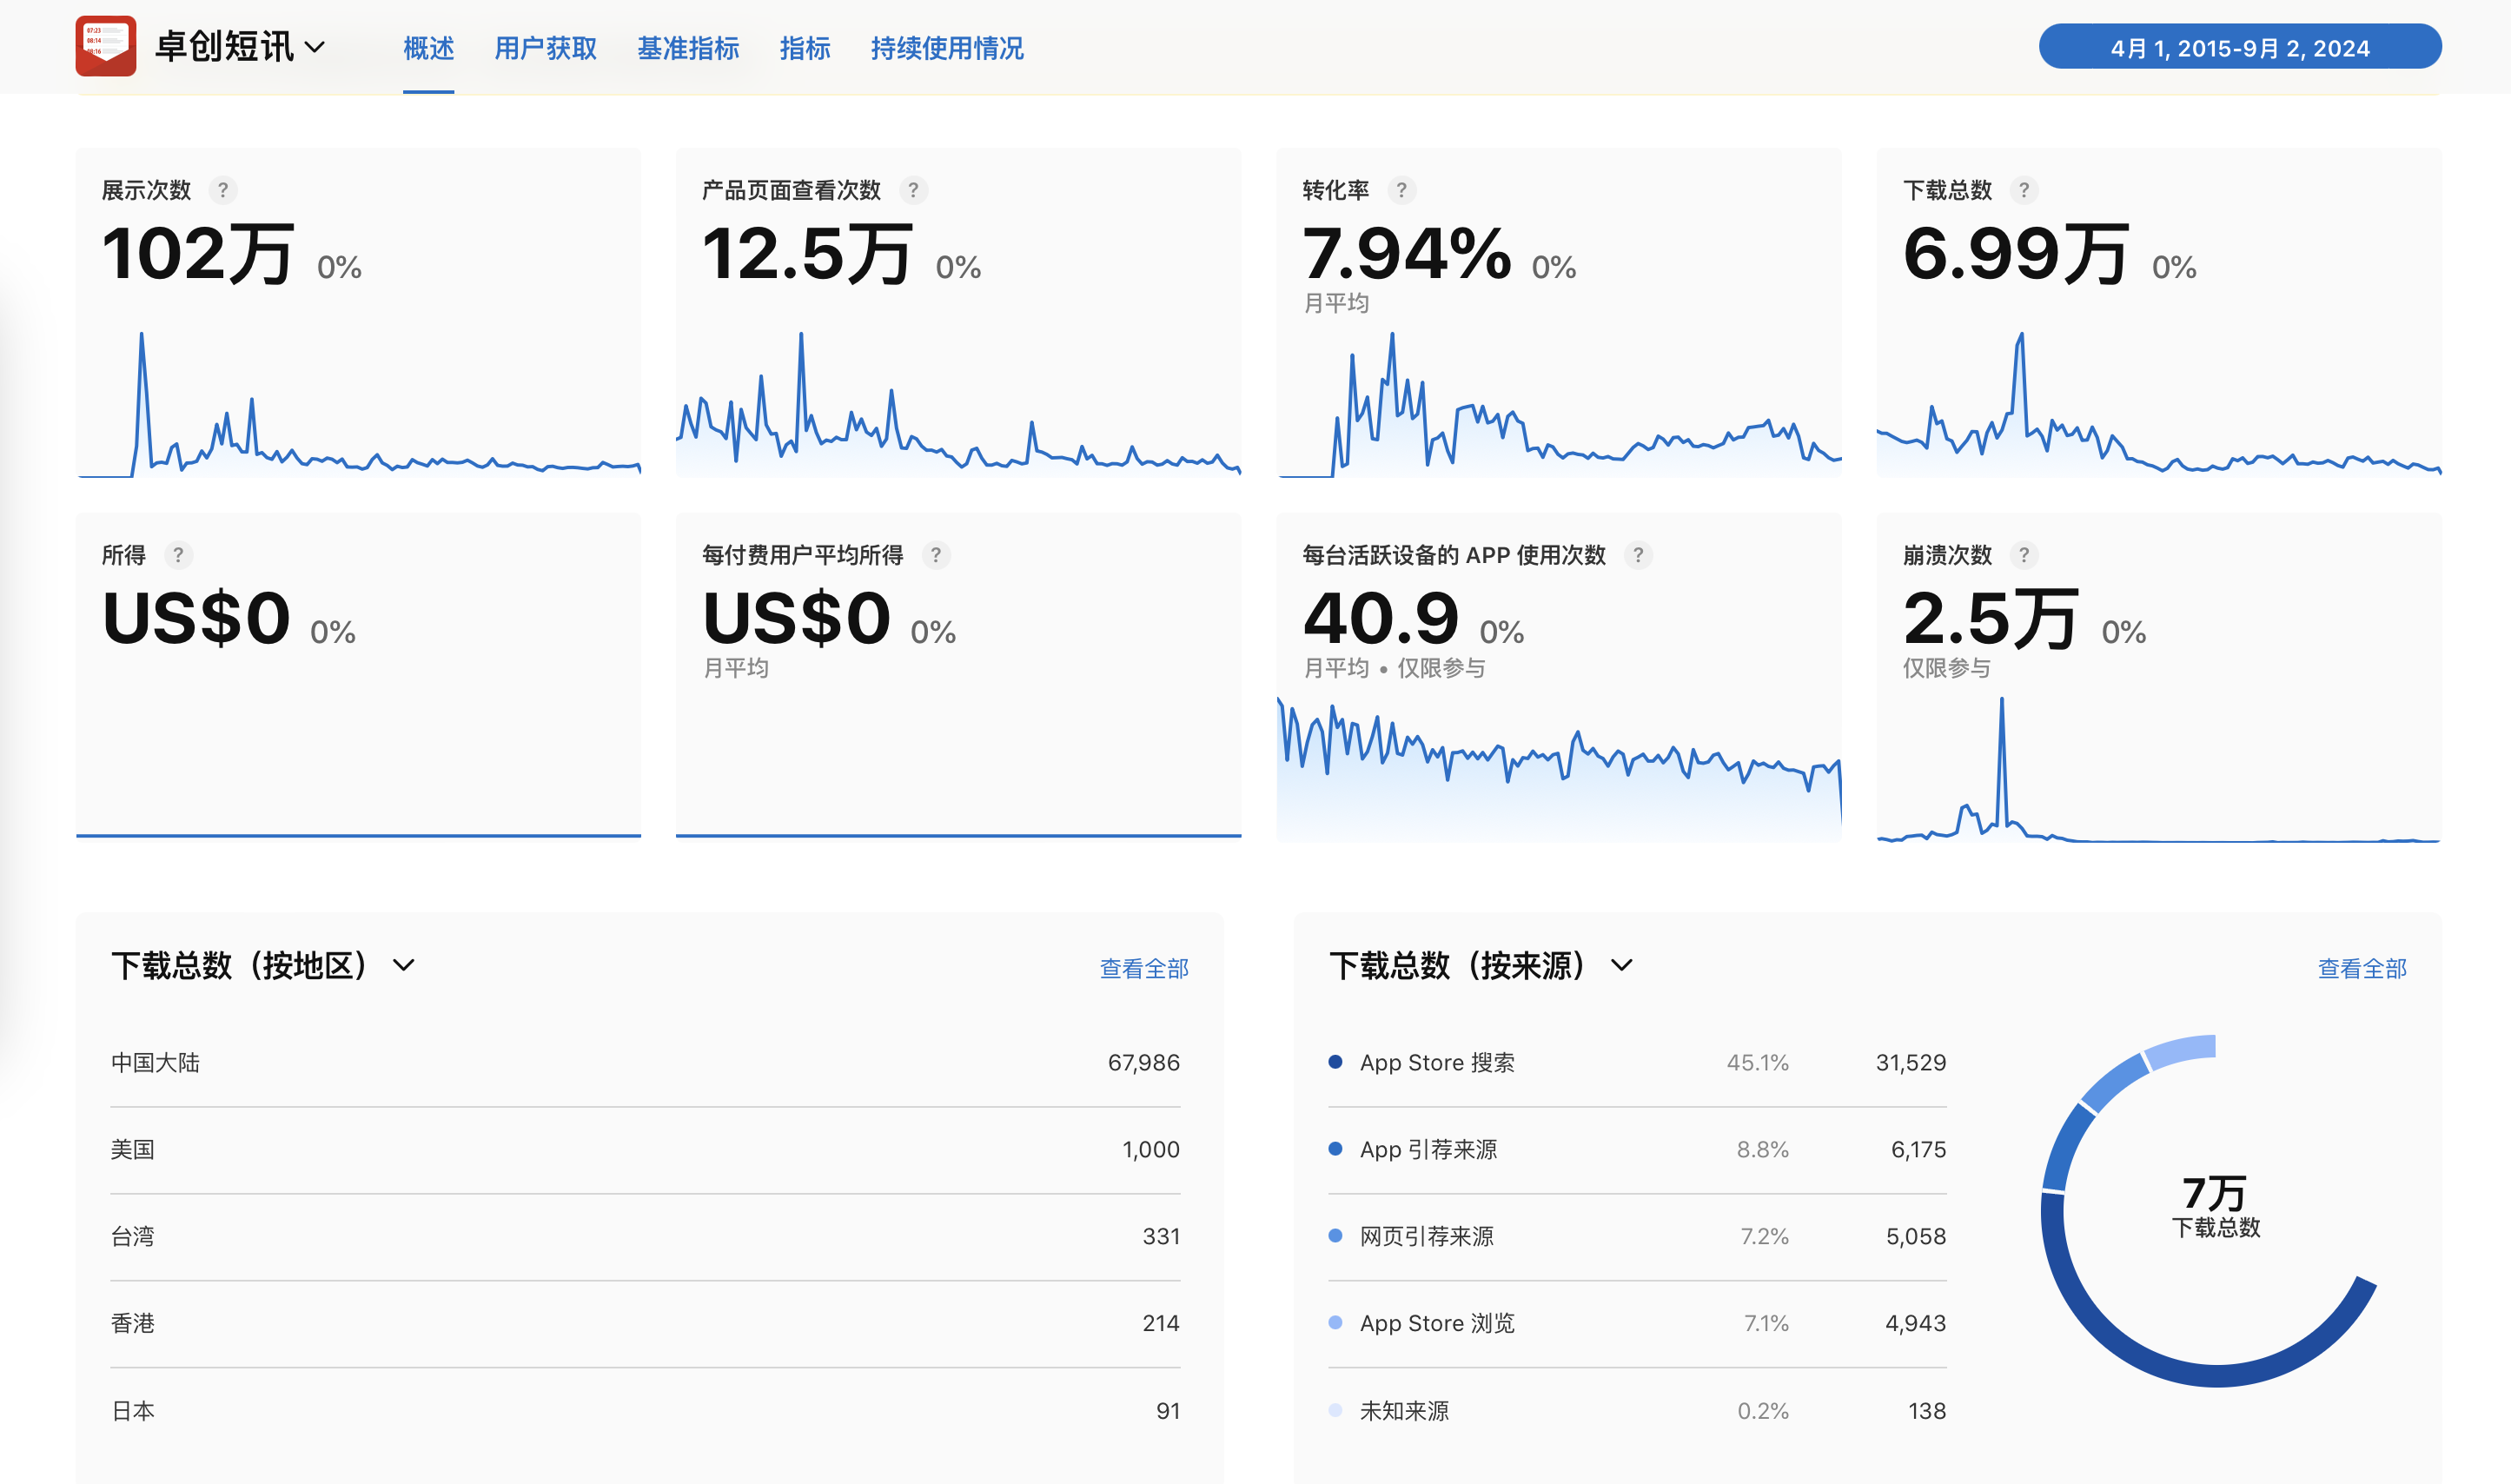 07:23
08:14
08:16
卓创短讯
概述 用户获取 基准指标 指标 持续使用情况
4月 1, 2015-9月 2, 2024
展示次数 ?
102万 0%
产品页面查看次数 ?
12.5万 0%
转化率 ?
7.94% 0%
月平均
下载总数 ?
6.99万 0%
所得 ?
US$0 0%
每付费用户平均所得 ?
US$0 0%
月平均
每台活跃设备的 APP 使用次数 ?
40.9 0%
月平均 • 仅限参与
崩溃次数 ?
2.5万 0%
仅限参与
下载总数（按地区）
查看全部
中国大陆 67,986
美国 1,000
台湾 331
香港 214
日本 91
下载总数（按来源）
查看全部
App Store 搜索 45.1% 31,529
App 引荐来源 8.8% 6,175
网页引荐来源 7.2% 5,058
App Store 浏览 7.1% 4,943
未知来源 0.2% 138
7万
下载总数